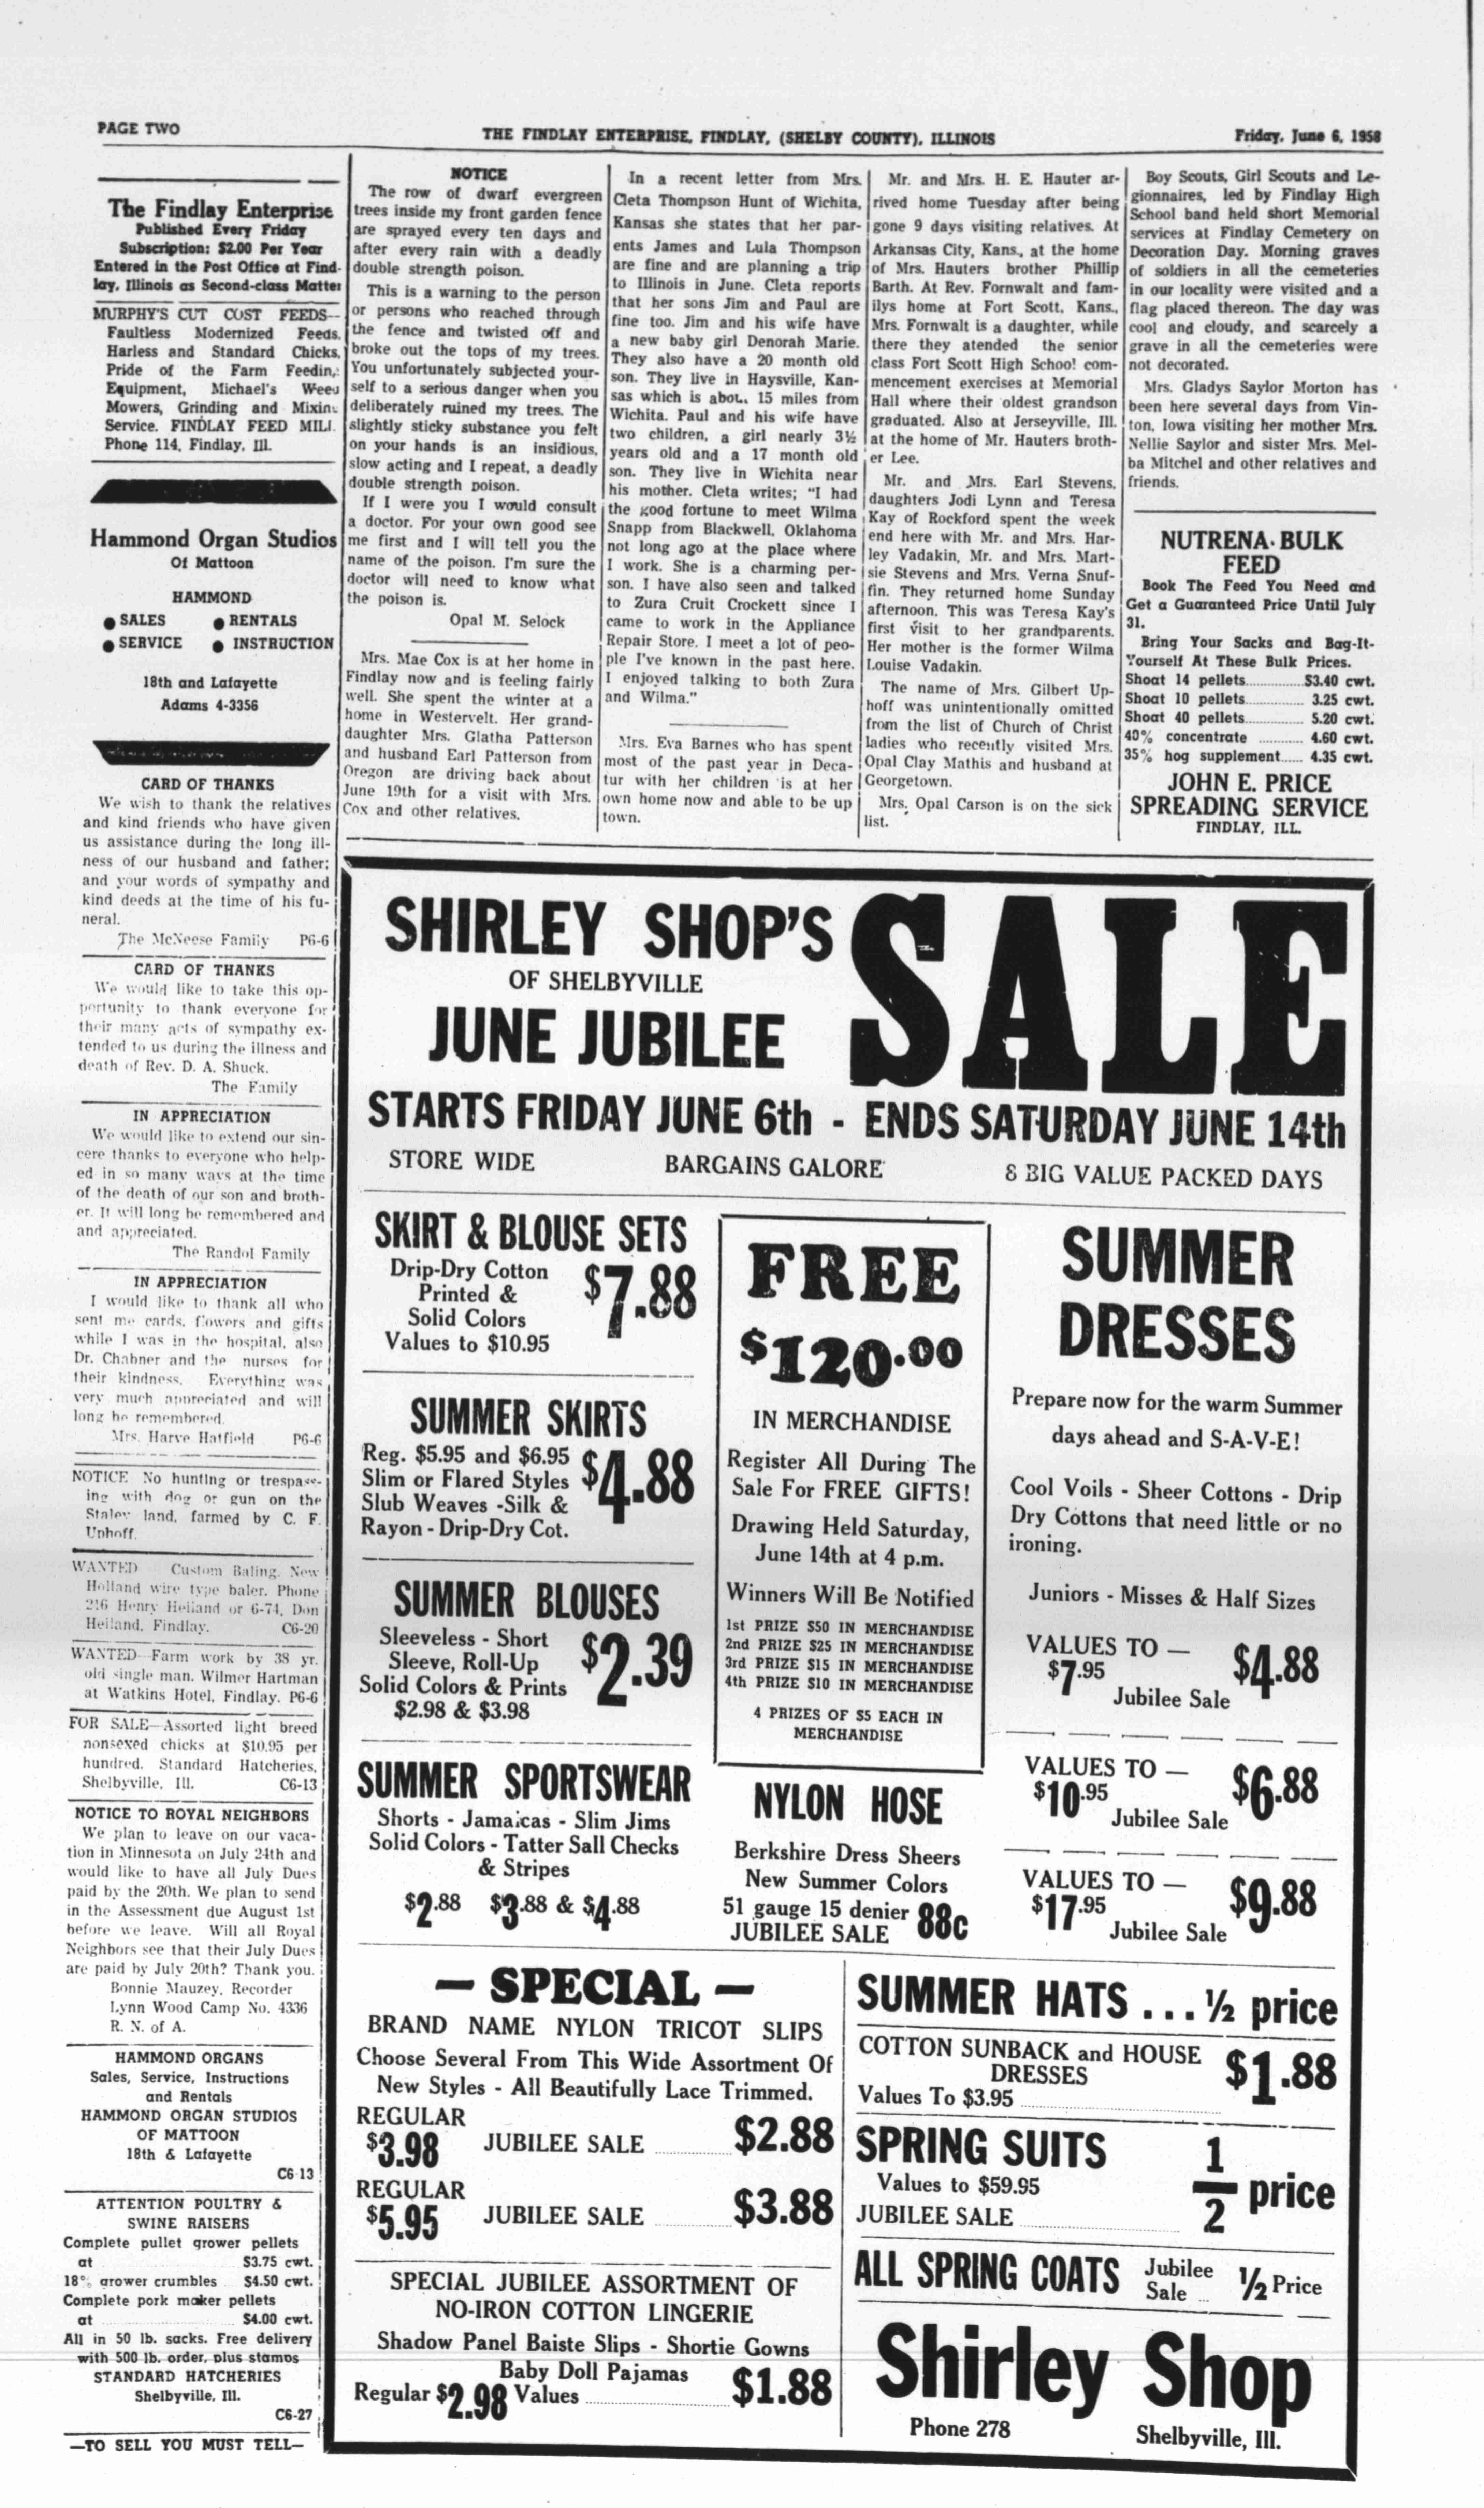 PAGE TWO
THE FINDLAY ENTERPRISE, FINDLAY, (SHELBY COUNTY), ILLINOIS
Friday, June 6, 1958
The Findlay Enterprise
Published Every Friday
Subscription: $2.00 Per Year
Entered in the Post Office at Find-
lay, Illinois as Second-class Matter
MURPHY'S CUT COST FEEDS—
Faultless Modernized Feeds,
Harless and Standard Chicks,
Pride of the Farm Feeding
Equipment, Michael's Weed
Mowers, Grinding and Mixing
Service. FINDLAY FEED MILL
Phone 114, Findlay, Ill.
Hammond Organ Studios
Of Mattoon
HAMMOND
● SALES ● RENTALS
● SERVICE ● INSTRUCTION
18th and Lafayette
Adams 4-3356
CARD OF THANKS
We wish to thank the relatives
and kind friends who have given
us assistance during the long ill-
ness of our husband and father;
and your words of sympathy and
kind deeds at the time of his fu-
neral.
The McNeese Family P6-6
CARD OF THANKS
We would like to take this op-
portunity to thank everyone for
their many acts of sympathy ex-
tended to us during the illness and
death of Rev. D. A. Shuck.
The Family
IN APPRECIATION
We would like to extend our sin-
cere thanks to everyone who help-
ed in so many ways at the time
of the death of our son and broth-
er. It will long be remembered and
and appreciated.
The Randol Family
IN APPRECIATION
I would like to thank all who
sent me cards, flowers and gifts
while I was in the hospital, also
Dr. Chabner and the nurses for
their kindness. Everything was
very much appreciated and will
long be remembered.
Mrs. Harve Hatfield P6-6
NOTICE No hunting or trespass-
ing with dog or gun on the
Staley land, farmed by C. F.
Uphoff.
WANTED Custom Baling. New
Holland wire type baler. Phone
216 Henry Heiland or 6-74, Don
Heiland, Findlay. C6-20
WANTED—Farm work by 38 yr.
old single man. Wilmer Hartman
at Watkins Hotel, Findlay. P6-6
FOR SALE—Assorted light breed
nonsexed chicks at $10.95 per
hundred. Standard Hatcheries,
Shelbyville, Ill. C6-13
NOTICE TO ROYAL NEIGHBORS
We plan to leave on our vaca-
tion in Minnesota on July 24th and
would like to have all July Dues
paid by the 20th. We plan to send
in the Assessment due August 1st
before we leave. Will all Royal
Neighbors see that their July Dues
are paid by July 20th? Thank you.
Bonnie Mauzey, Recorder
Lynn Wood Camp No. 4336
R. N. of A.
HAMMOND ORGANS
Sales, Service, Instructions
and Rentals
HAMMOND ORGAN STUDIOS
OF MATTOON
18th & Lafayette
C6-13
ATTENTION POULTRY &
SWINE RAISERS
Complete pullet grower pellets
at $3.75 cwt.
18% grower crumbles $4.50 cwt.
Complete pork maker pellets
at $4.00 cwt.
All in 50 lb. sacks. Free delivery
with 500 lb. order, plus stamps
STANDARD HATCHERIES
Shelbyville, Ill.
C6-27
—TO SELL YOU MUST TELL—
NOTICE
The row of dwarf evergreen
trees inside my front garden fence
are sprayed every ten days and
after every rain with a deadly
double strength poison.
This is a warning to the person
or persons who reached through
the fence and twisted off and
broke out the tops of my trees.
You unfortunately subjected your-
self to a serious danger when you
deliberately ruined my trees. The
slightly sticky substance you felt
on your hands is an insidious,
slow acting and I repeat, a deadly
double strength poison.
If I were you I would consult
a doctor. For your own good see
me first and I will tell you the
name of the poison. I'm sure the
doctor will need to know what
the poison is.
Opal M. Selock
Mrs. Mae Cox is at her home in
Findlay now and is feeling fairly
well. She spent the winter at a
home in Westervelt. Her grand-
daughter Mrs. Glatha Patterson
and husband Earl Patterson from
Oregon are driving back about
June 19th for a visit with Mrs.
Cox and other relatives.
In a recent letter from Mrs.
Cleta Thompson Hunt of Wichita,
Kansas she states that her par-
ents James and Lula Thompson
are fine and are planning a trip
to Illinois in June. Cleta reports
that her sons Jim and Paul are
fine too. Jim and his wife have
a new baby girl Denorah Marie.
They also have a 20 month old
son. They live in Haysville, Kan-
sas which is about 15 miles from
Wichita. Paul and his wife have
two children, a girl nearly 3½
years old and a 17 month old
son. They live in Wichita near
his mother. Cleta writes; "I had
the good fortune to meet Wilma
Snapp from Blackwell, Oklahoma
not long ago at the place where
I work. She is a charming per-
son. I have also seen and talked
to Zura Cruit Crockett since I
came to work in the Appliance
Repair Store. I meet a lot of peo-
ple I've known in the past here.
I enjoyed talking to both Zura
and Wilma."
Mrs. Eva Barnes who has spent
most of the past year in Deca-
tur with her children is at her
own home now and able to be up
town.
Mr. and Mrs. H. E. Hauter ar-
rived home Tuesday after being
gone 9 days visiting relatives. At
Arkansas City, Kans., at the home
of Mrs. Hauters brother Phillip
Barth. At Rev. Fornwalt and fam-
ilys home at Fort Scott, Kans.,
Mrs. Fornwalt is a daughter, while
there they atended the senior
class Fort Scott High School com-
mencement exercises at Memorial
Hall where their oldest grandson
graduated. Also at Jerseyville, Ill.
at the home of Mr. Hauters broth-
er Lee.
Mr. and Mrs. Earl Stevens,
daughters Jodi Lynn and Teresa
Kay of Rockford spent the week
end here with Mr. and Mrs. Har-
ley Vadakin, Mr. and Mrs. Mart-
sie Stevens and Mrs. Verna Snuf-
fin. They returned home Sunday
afternoon. This was Teresa Kay's
first visit to her grandparents.
Her mother is the former Wilma
Louise Vadakin.
The name of Mrs. Gilbert Up-
hoff was unintentionally omitted
from the list of Church of Christ
ladies who recently visited Mrs.
Opal Clay Mathis and husband at
Georgetown.
Mrs. Opal Carson is on the sick
list.
Boy Scouts, Girl Scouts and Le-
gionnaires, led by Findlay High
School band held short Memorial
services at Findlay Cemetery on
Decoration Day. Morning graves
of soldiers in all the cemeteries
in our locality were visited and a
flag placed thereon. The day was
cool and cloudy, and scarcely a
grave in all the cemeteries were
not decorated.
Mrs. Gladys Saylor Morton has
been here several days from Vin-
ton, Iowa visiting her mother Mrs.
Nellie Saylor and sister Mrs. Mel-
ba Mitchel and other relatives and
friends.
NUTRENA BULK
FEED
Book The Feed You Need and
Get a Guaranteed Price Until July
31.
Bring Your Sacks and Bag-It-
Yourself At These Bulk Prices.
Shoat 14 pellets $3.40 cwt.
Shoat 10 pellets 3.25 cwt.
Shoat 40 pellets 5.20 cwt.
40% concentrate 4.60 cwt.
35% hog supplement 4.35 cwt.
JOHN E. PRICE
SPREADING SERVICE
FINDLAY, ILL.
SHIRLEY SHOP'S
OF SHELBYVILLE
JUNE JUBILEE
SALE
STARTS FRIDAY JUNE 6th - ENDS SATURDAY JUNE 14th
STORE WIDE BARGAINS GALORE 8 BIG VALUE PACKED DAYS
SKIRT & BLOUSE SETS
Drip-Dry Cotton
Printed &
Solid Colors
Values to $10.95
$7.88
SUMMER SKIRTS
Reg. $5.95 and $6.95
Slim or Flared Styles
Slub Weaves -Silk &
Rayon - Drip-Dry Cot.
$4.88
SUMMER BLOUSES
Sleeveless - Short
Sleeve, Roll-Up
Solid Colors & Prints
$2.98 & $3.98
$2.39
SUMMER SPORTSWEAR
Shorts - Jamaicas - Slim Jims
Solid Colors - Tatter Sall Checks
& Stripes
$2.88 $3.88 & $4.88
FREE
$120.00
IN MERCHANDISE
Register All During The
Sale For FREE GIFTS!
Drawing Held Saturday,
June 14th at 4 p.m.
Winners Will Be Notified
1st PRIZE $50 IN MERCHANDISE
2nd PRIZE $25 IN MERCHANDISE
3rd PRIZE $15 IN MERCHANDISE
4th PRIZE $10 IN MERCHANDISE
4 PRIZES OF $5 EACH IN
MERCHANDISE
NYLON HOSE
Berkshire Dress Sheers
New Summer Colors
51 gauge 15 denier
JUBILEE SALE 88c
SUMMER
DRESSES
Prepare now for the warm Summer
days ahead and S-A-V-E!
Cool Voils - Sheer Cottons - Drip
Dry Cottons that need little or no
ironing.
Juniors - Misses & Half Sizes
VALUES TO —
$7.95 Jubilee Sale $4.88
VALUES TO —
$10.95 Jubilee Sale $6.88
VALUES TO —
$17.95 Jubilee Sale $9.88
— SPECIAL —
BRAND NAME NYLON TRICOT SLIPS
Choose Several From This Wide Assortment Of
New Styles - All Beautifully Lace Trimmed.
REGULAR
$3.98 JUBILEE SALE $2.88
REGULAR
$5.95 JUBILEE SALE $3.88
SPECIAL JUBILEE ASSORTMENT OF
NO-IRON COTTON LINGERIE
Shadow Panel Baiste Slips - Shortie Gowns
Baby Doll Pajamas
Regular $2.98 Values $1.88
SUMMER HATS . . . ½ price
COTTON SUNBACK and HOUSE
DRESSES
Values To $3.95 $1.88
SPRING SUITS
Values to $59.95
JUBILEE SALE ½ price
ALL SPRING COATS Jubilee
Sale ½ Price
Shirley Shop
Phone 278
Shelbyville, Ill.